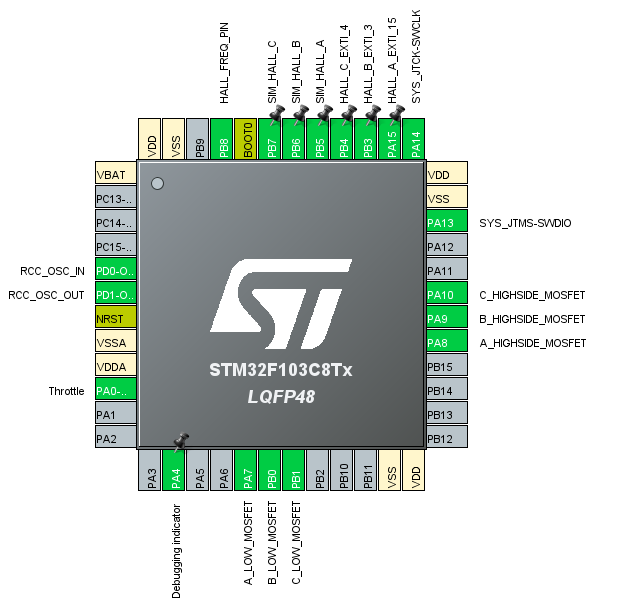 HALL_FREQ_PIN
SIM_HALL_C
SIM_HALL_B
SIM_HALL_A
HALL_C_EXTI_4
HALL_B_EXTI_3
HALL_A_EXTI_15
SYS_JTCK-SWCLK
VDD
VSS
PB9
PB8
BOOT0
PB7
PB6
PB5
PB4
PB3
PA15
PA14
VBAT
PC13-..
PC14-..
PC15-..
RCC_OSC_IN PD0-O..
RCC_OSC_OUT PD1-O..
NRST
VSSA
VDDA
Throttle PA0-..
PA1
PA2
STM32F103C8Tx
LQFP48
VDD
VSS
PA13 SYS_JTMS-SWDIO
PA12
PA11
PA10 C_HIGHSIDE_MOSFET
PA9 B_HIGHSIDE_MOSFET
PA8 A_HIGHSIDE_MOSFET
PB15
PB14
PB13
PB12
PA3
PA4
PA5
PA6
PA7
PB0
PB1
PB2
PB10
PB11
VSS
VDD
Debugging indicator
A_LOW_MOSFET
B_LOW_MOSFET
C_LOW_MOSFET